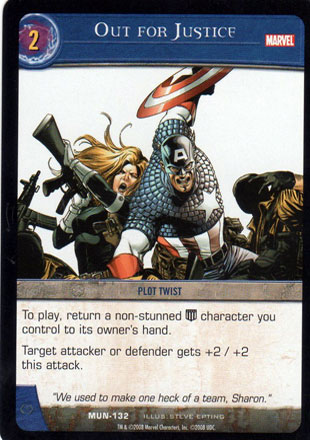 2
OUT FOR JUSTICE
MARVEL
PLOT TWIST
To play, return a non-stunned character you
control to its owner's hand.
Target attacker or defender gets +2 / +2
this attack.
"We used to make one heck of a team, Sharon."
MUN-132 ILLUS: STEVE EPTING
TM & ©2008 Marvel Characters, Inc. ©2008 UDC.